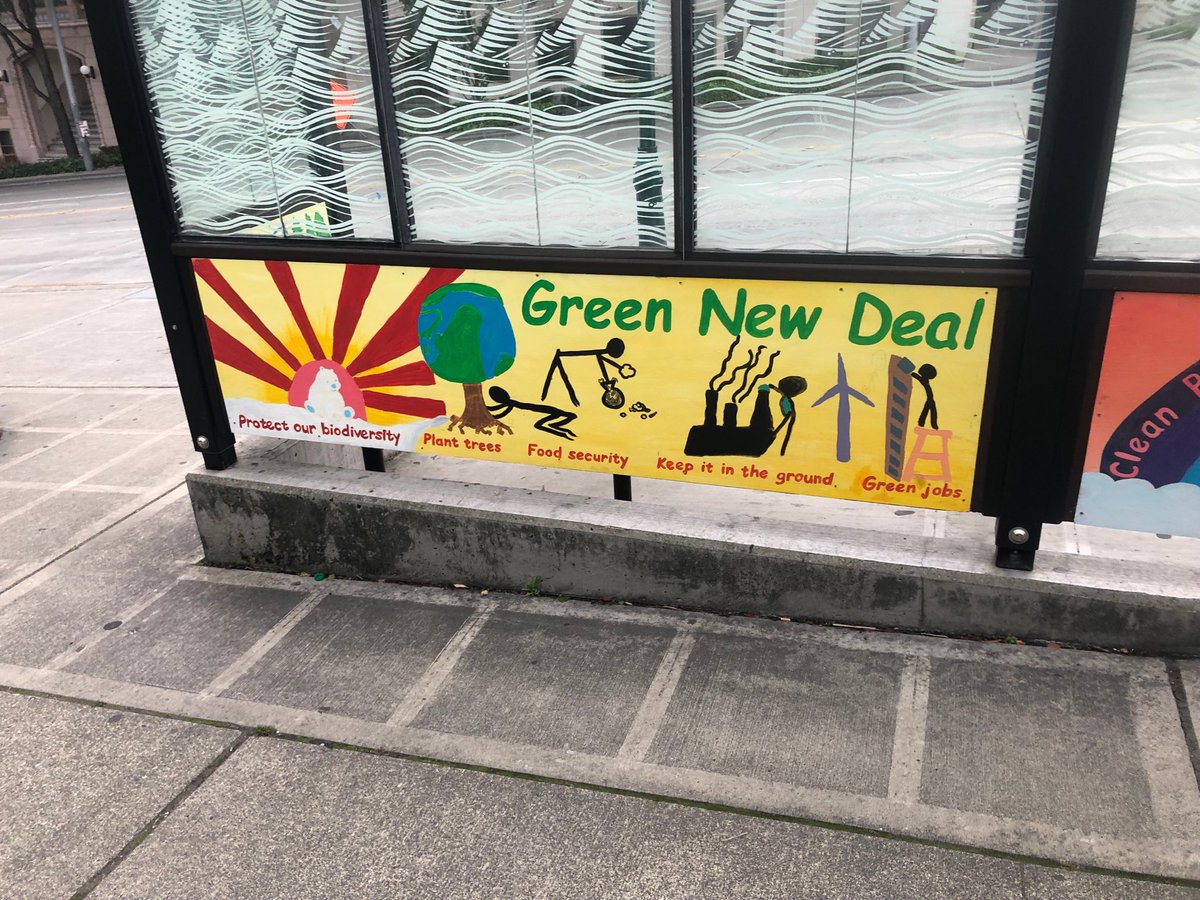 Green New Deal
Protect our biodiversity
Plant trees
Food security
Keep it in the ground.
Green jobs.
Clean